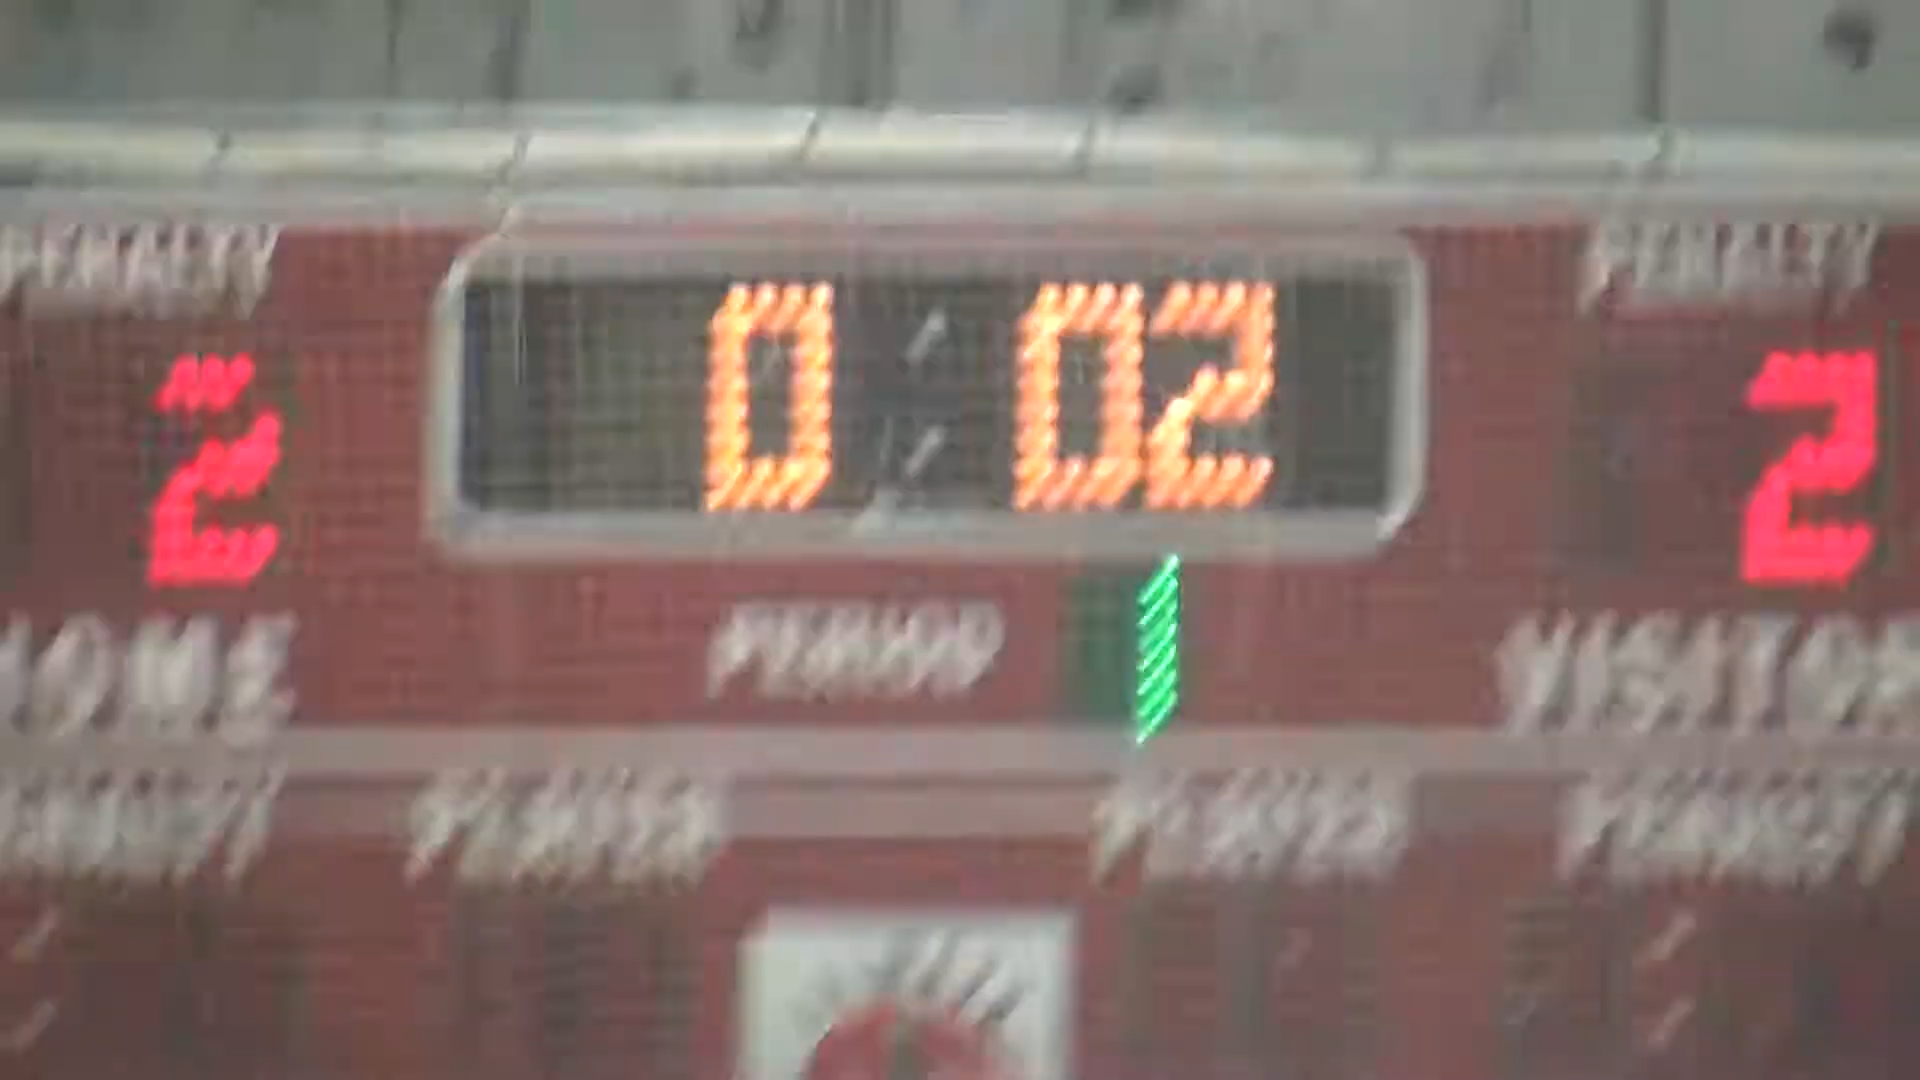 PENALTY 0:02 PENALTY
2 2
HOME PERIOD 1 VISITOR
PENALTY PLAYER PLAYER PENALTY